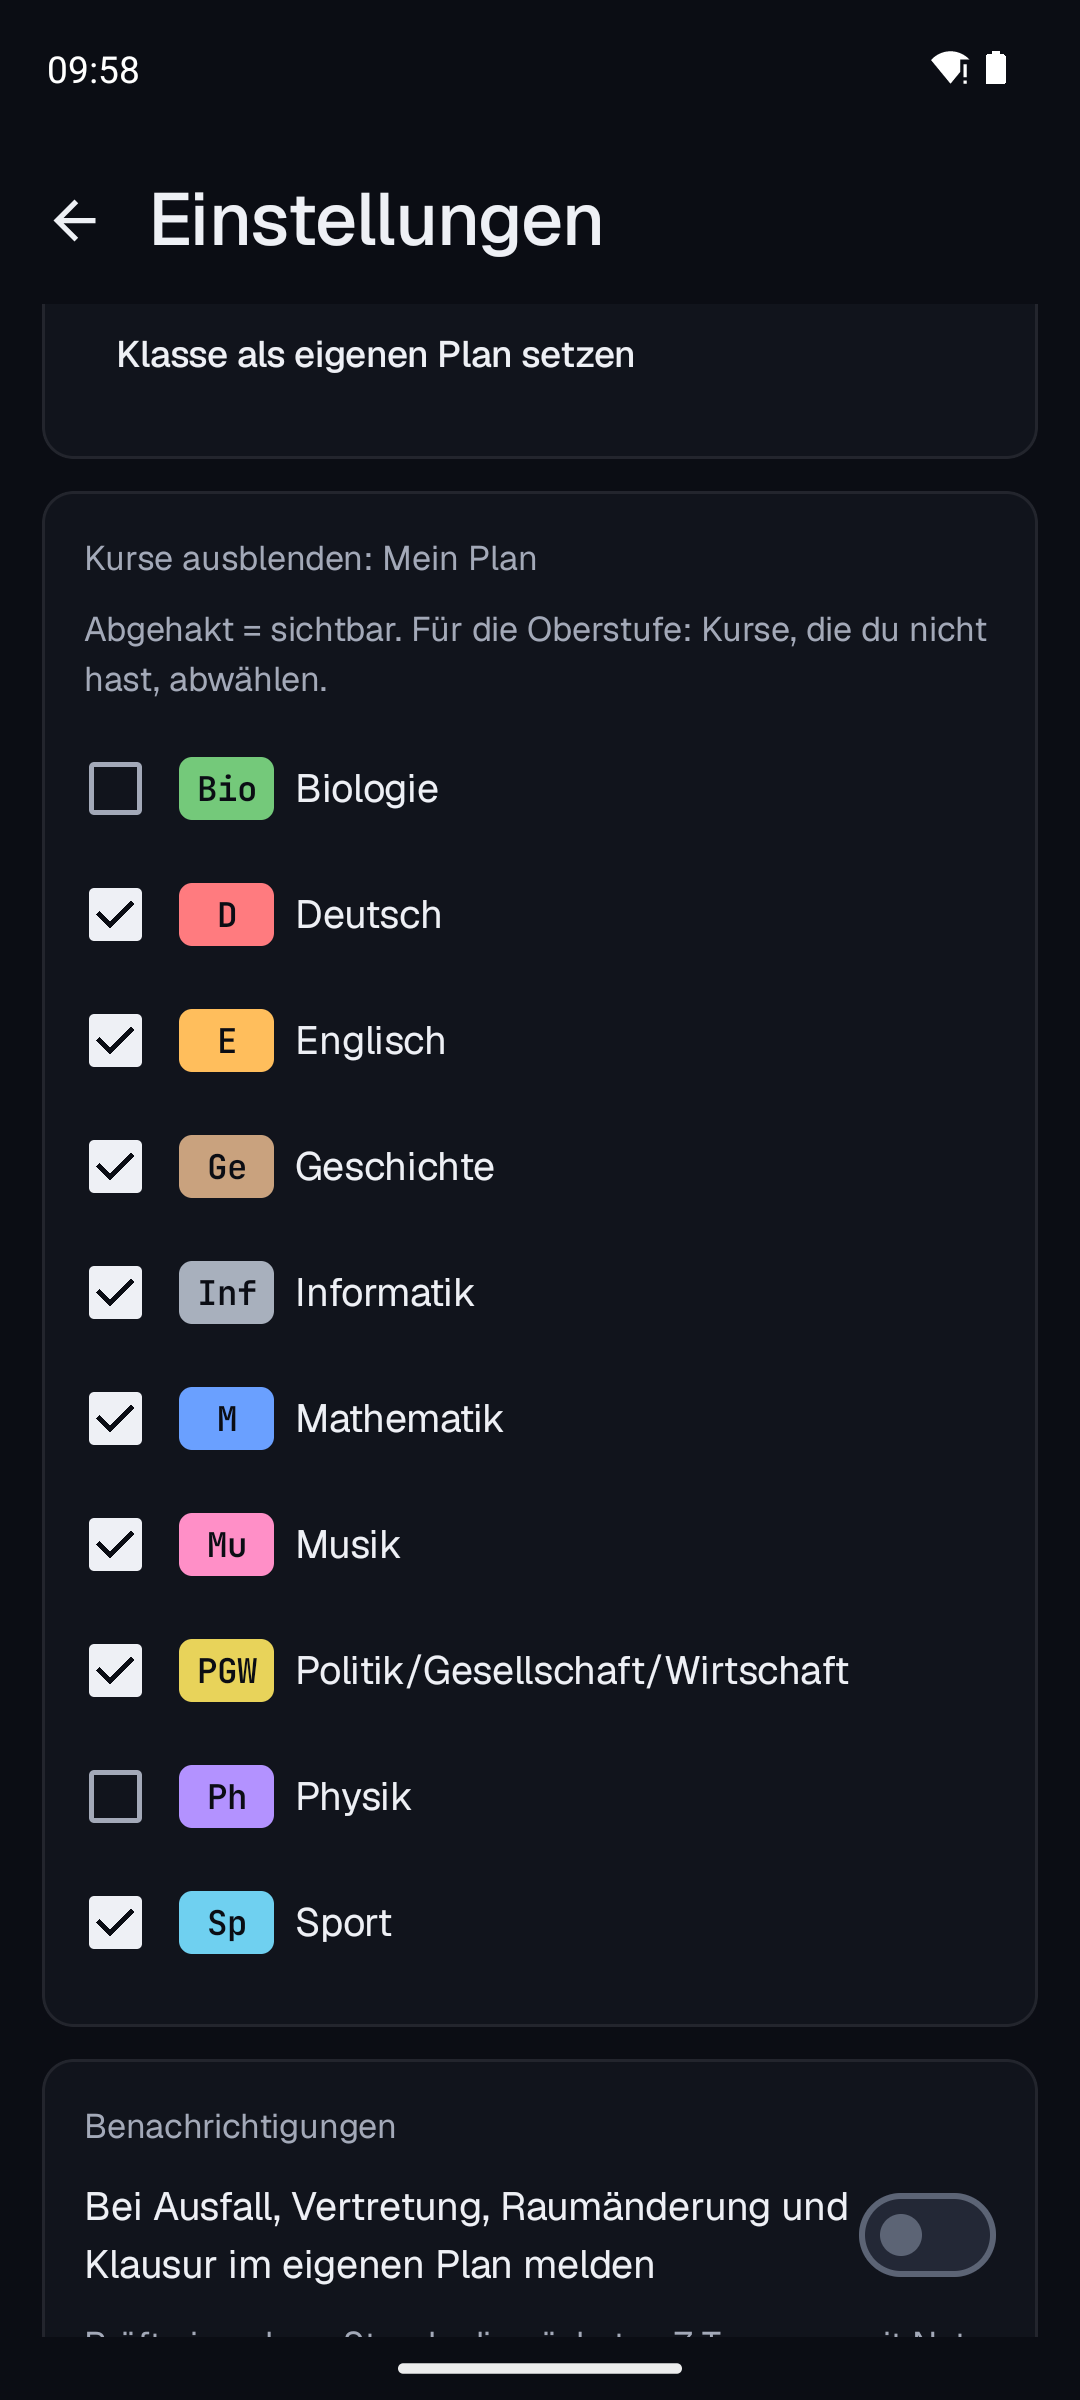 09:58
Einstellungen
Klasse als eigenen Plan setzen
Kurse ausblenden: Mein Plan
Abgehakt = sichtbar. Für die Oberstufe: Kurse, die du nicht
hast, abwählen.
Bio Biologie
D Deutsch
E Englisch
Ge Geschichte
Inf Informatik
M Mathematik
Mu Musik
PGW Politik/Gesellschaft/Wirtschaft
Ph Physik
Sp Sport
Benachrichtigungen
Bei Ausfall, Vertretung, Raumänderung und
Klausur im eigenen Plan melden